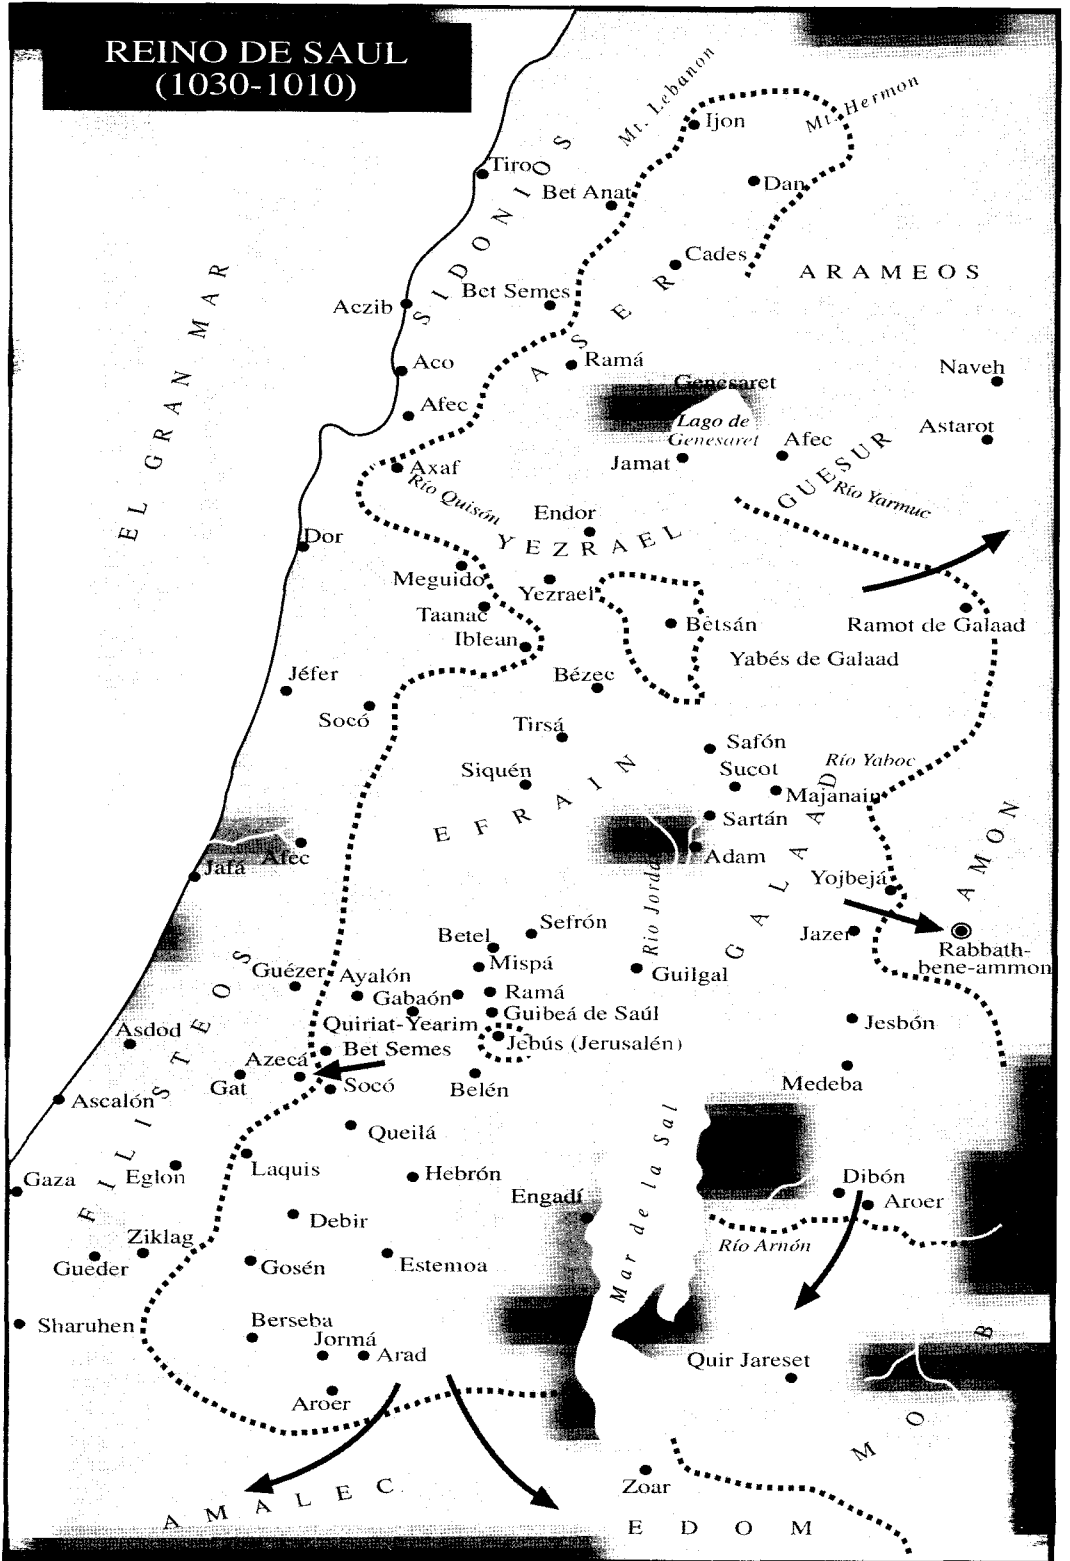 REINO DE SAUL
(1030-1010)
Mt. Lebanon
Mt. Hermon
Ijon
Tiro
Dan
Bet Anat
SIDONIOS
Cades
ARAMEOS
EL GRAN MAR
Bet Semes
Aczib
ASER
Aco
Ramá
Naveh
Genesaret
Afec
Lago de
Genesaret
Afec
Astarot
GUESUR
Jamat
Axaf
Río Quisón
Río Yarmuc
Endor
Dor
YEZRAEL
Meguido
Yezrael
Taanac
Betsán
Ramot de Galaad
Iblean
Yabés de Galaad
Jéfer
Bézec
Socó
Tirsá
Safón
Río Yaboc
Siquén
Sucot
Majanain
EFRAIN
Sartán
GALAAD
AMON
Jafá
Afec
Adam
Yojbejá
Río Jordá
Sefrón
Betel
Jazer
Rabbath-
bene-ammon
Mispá
Guilgal
Guézer
Ayalón
Gabaón
Ramá
FILISTEOS
Guibeá de Saúl
Quiriat-Yearim
Jesbón
Asdod
Jebús (Jerusalén)
Azecá
Bet Semes
Gat
Socó
Belén
Medeba
Ascalón
Queilá
Mar de la Sal
Laquis
Gaza
Eglon
Hebrón
Engadí
Dibón
Aroer
Debir
Ziklag
Río Arnón
Gueder
Gosén
Estemoa
Sharuhen
Berseba
Jormá
Arad
Quir Jareset
Aroer
MOB
Zoar
AMALEC
EDOM